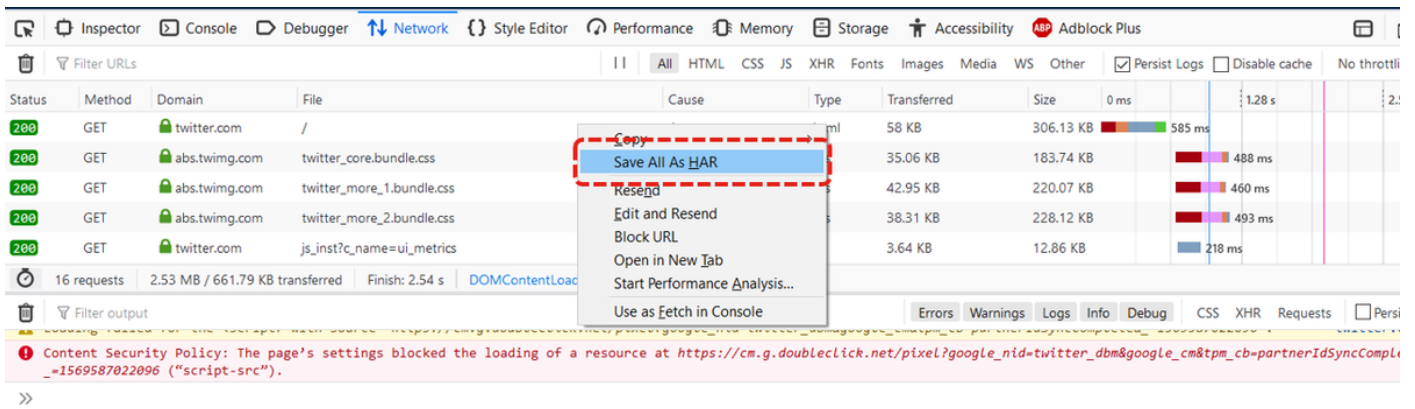 Inspector Console Debugger Network Style Editor Performance Memory Storage Accessibility ABP Adblock Plus
Filter URLs All HTML CSS JS XHR Fonts Images Media WS Other Persist Logs Disable cache No throttli
Status Method Domain File Cause Type Transferred Size 0 ms 1.28 s 2.
200 GET twitter.com / ml 58 KB 306.13 KB 585 ms
200 GET abs.twimg.com twitter_core.bundle.css 35.06 KB 183.74 KB 488 ms
200 GET abs.twimg.com twitter_more_1.bundle.css 42.95 KB 220.07 KB 460 ms
200 GET abs.twimg.com twitter_more_2.bundle.css 38.31 KB 228.12 KB 493 ms
200 GET twitter.com js_inst?c_name=ui_metrics 3.64 KB 12.86 KB 218 ms
16 requests 2.53 MB / 661.79 KB transferred Finish: 2.54 s DOMContentLoad
Copy
Save All As HAR
Resend
Edit and Resend
Block URL
Open in New Tab
Start Performance Analysis...
Use as Fetch in Console
Filter output Errors Warnings Logs Info Debug CSS XHR Requests Persi
Content Security Policy: The page's settings blocked the loading of a resource at https://cm.g.doubleclick.net/pixel?google_nid=twitter_dbm&google_cm&tpm_cb=partnerIdSyncComple
_=1569587022096 ("script-src").